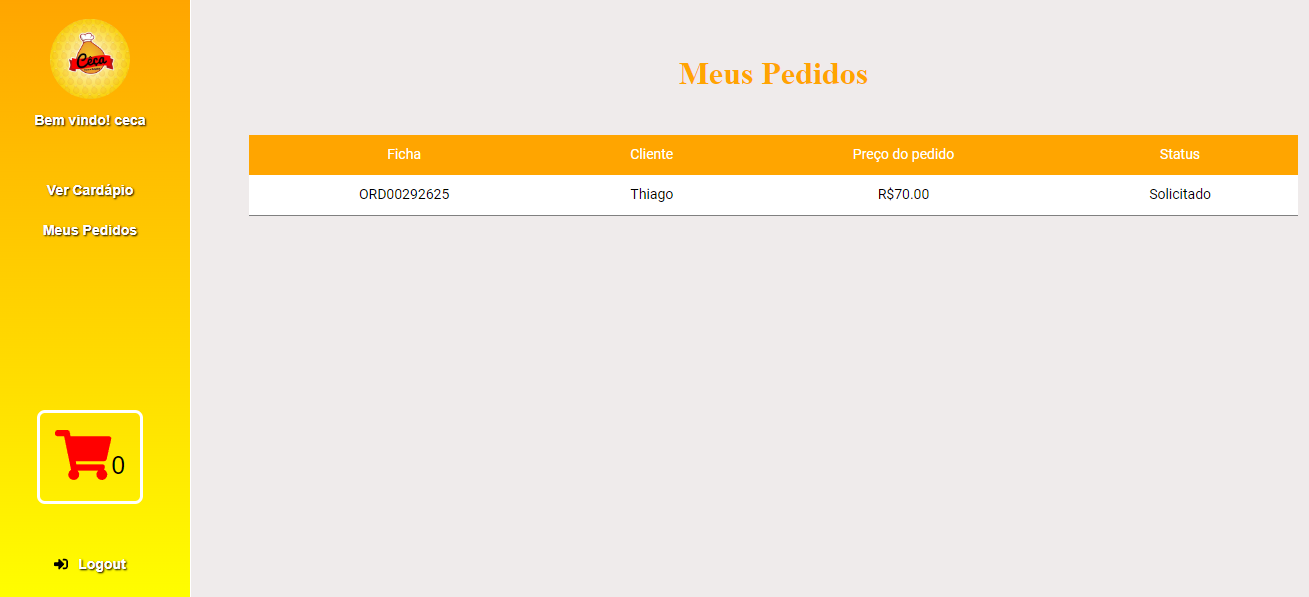 Ceca
Bem vindo! ceca
Ver Cardápio
Meus Pedidos
0
Logout
Meus Pedidos
Ficha Cliente Preço do pedido Status
ORD00292625 Thiago R$70.00 Solicitado